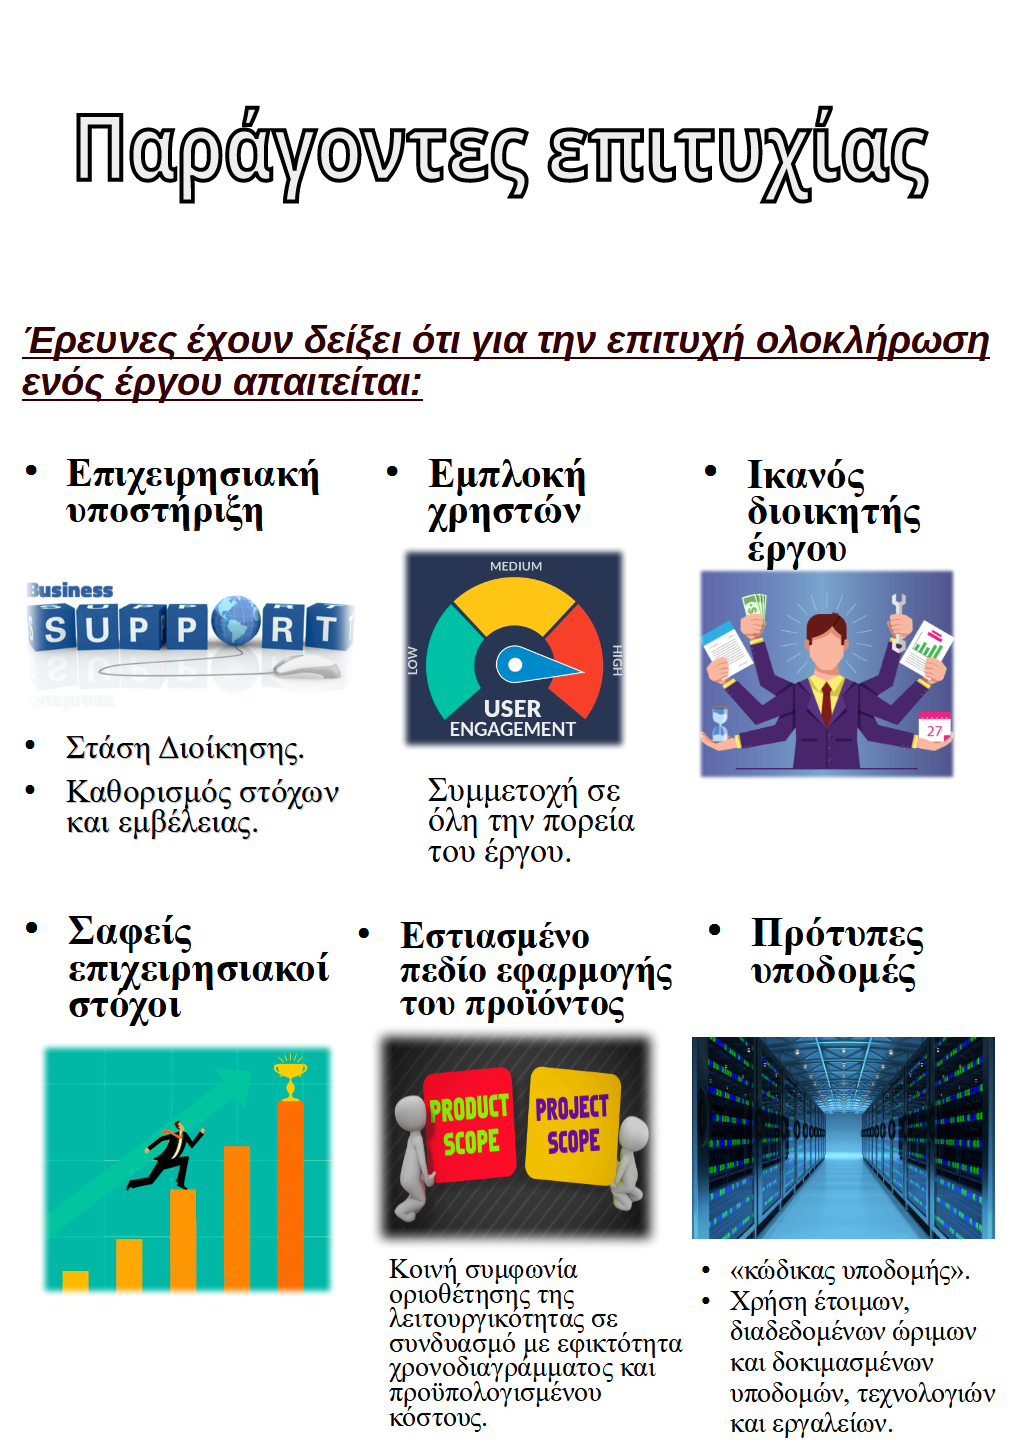 Παράγοντες επιτυχίας
Έρευνες έχουν δείξει ότι για την επιτυχή ολοκλήρωση
ενός έργου απαιτείται:
• Επιχειρησιακή
υποστήριξη
Business
SUPPORT
• Στάση Διοίκησης.
• Καθορισμός στόχων
και εμβέλειας.
• Εμπλοκή
χρηστών
MEDIUM
LOW
HIGH
USER
ENGAGEMENT
Συμμετοχή σε
όλη την πορεία
του έργου.
• Ικανός
διοικητής
έργου
27
• Σαφείς
επιχειρησιακοί
στόχοι
• Εστιασμένο
πεδίο εφαρμογής
του προϊόντος
PRODUCT
SCOPE
PROJECT
SCOPE
Κοινή συμφωνία
οριοθέτησης της
λειτουργικότητας σε
συνδυασμό με εφικτότητα
χρονοδιαγράμματος και
προϋπολογισμένου
κόστους.
• Πρότυπες
υποδομές
• «κώδικας υποδομής».
• Χρήση έτοιμων,
διαδεδομένων ώριμων
και δοκιμασμένων
υποδομών, τεχνολογιών
και εργαλείων.